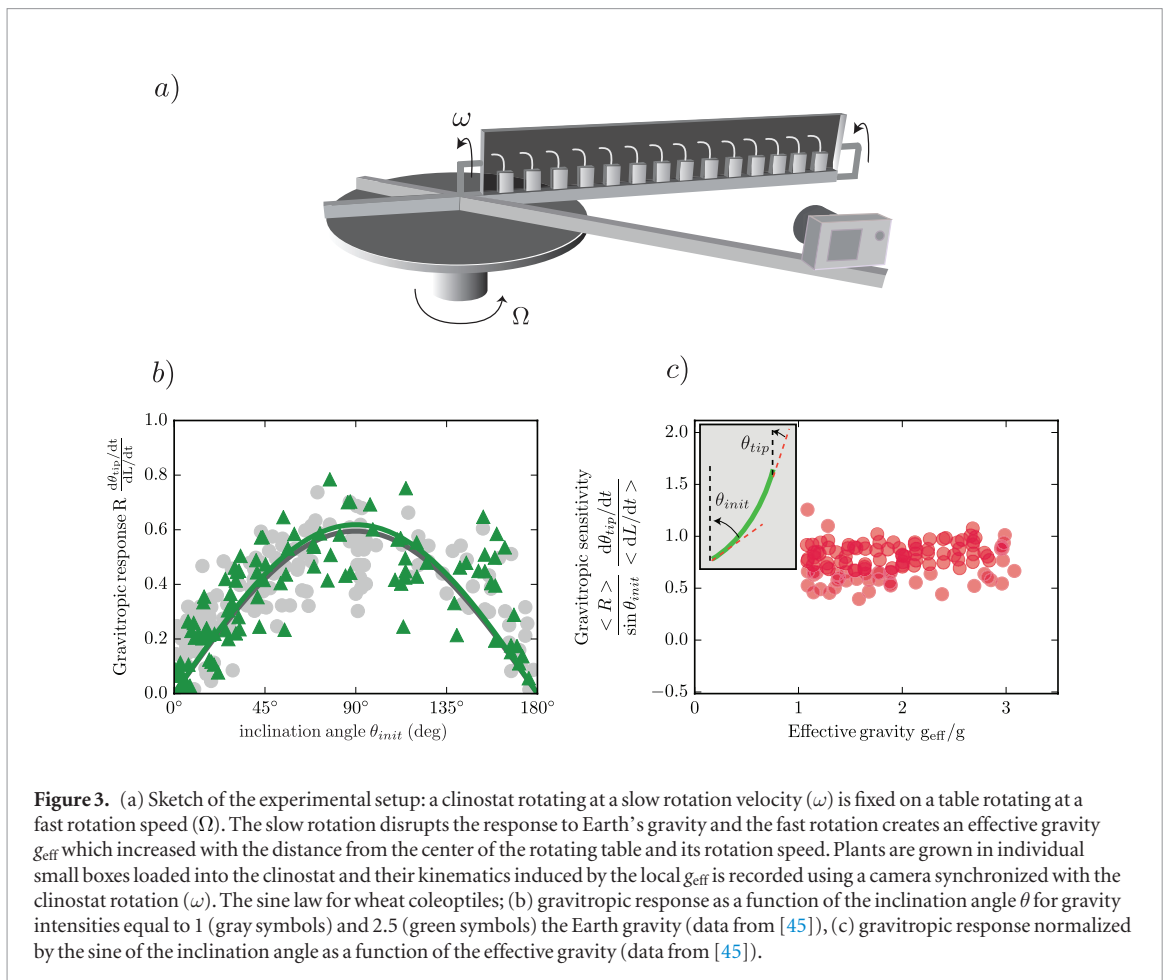 a)
ω
Ω
b)
1.0
0.8
0.6
0.4
0.2
0.0
Gravitropic response R dθtip/dt / dL/dt
0° 45° 90° 135° 180°
inclination angle θinit (deg)
c)
2.0
1.5
1.0
0.5
0.0
−0.5
θtip
θinit
Gravitropic sensitivity
< R > / sin θinit dθtip/dt / < dL/dt >
0 1 2 3
Effective gravity geff/g
Figure 3. (a) Sketch of the experimental setup: a clinostat rotating at a slow rotation velocity (ω) is fixed on a table rotating at a
fast rotation speed (Ω). The slow rotation disrupts the response to Earth’s gravity and the fast rotation creates an effective gravity
geff which increased with the distance from the center of the rotating table and its rotation speed. Plants are grown in individual
small boxes loaded into the clinostat and their kinematics induced by the local geff is recorded using a camera synchronized with the
clinostat rotation (ω). The sine law for wheat coleoptiles; (b) gravitropic response as a function of the inclination angle θ for gravity
intensities equal to 1 (gray symbols) and 2.5 (green symbols) the Earth gravity (data from [45]), (c) gravitropic response normalized
by the sine of the inclination angle as a function of the effective gravity (data from [45]).